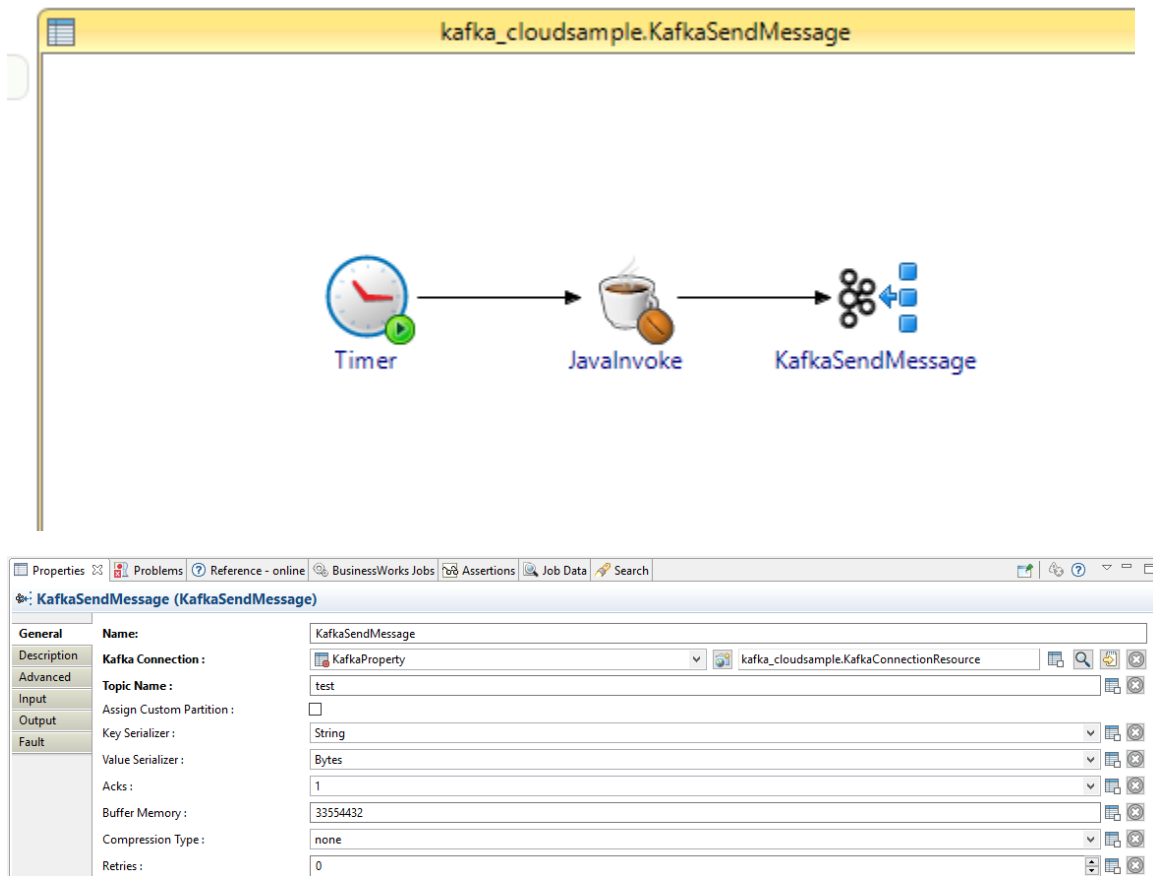 kafka_cloudsample.KafkaSendMessage
Timer JavaInvoke KafkaSendMessage
Properties Problems Reference - online BusinessWorks Jobs Assertions Job Data Search
KafkaSendMessage (KafkaSendMessage)
General Name: KafkaSendMessage
Description Kafka Connection : KafkaProperty kafka_cloudsample.KafkaConnectionResource
Advanced Topic Name : test
Input Assign Custom Partition :
Output Key Serializer : String
Fault Value Serializer : Bytes
Acks : 1
Buffer Memory : 33554432
Compression Type : none
Retries : 0